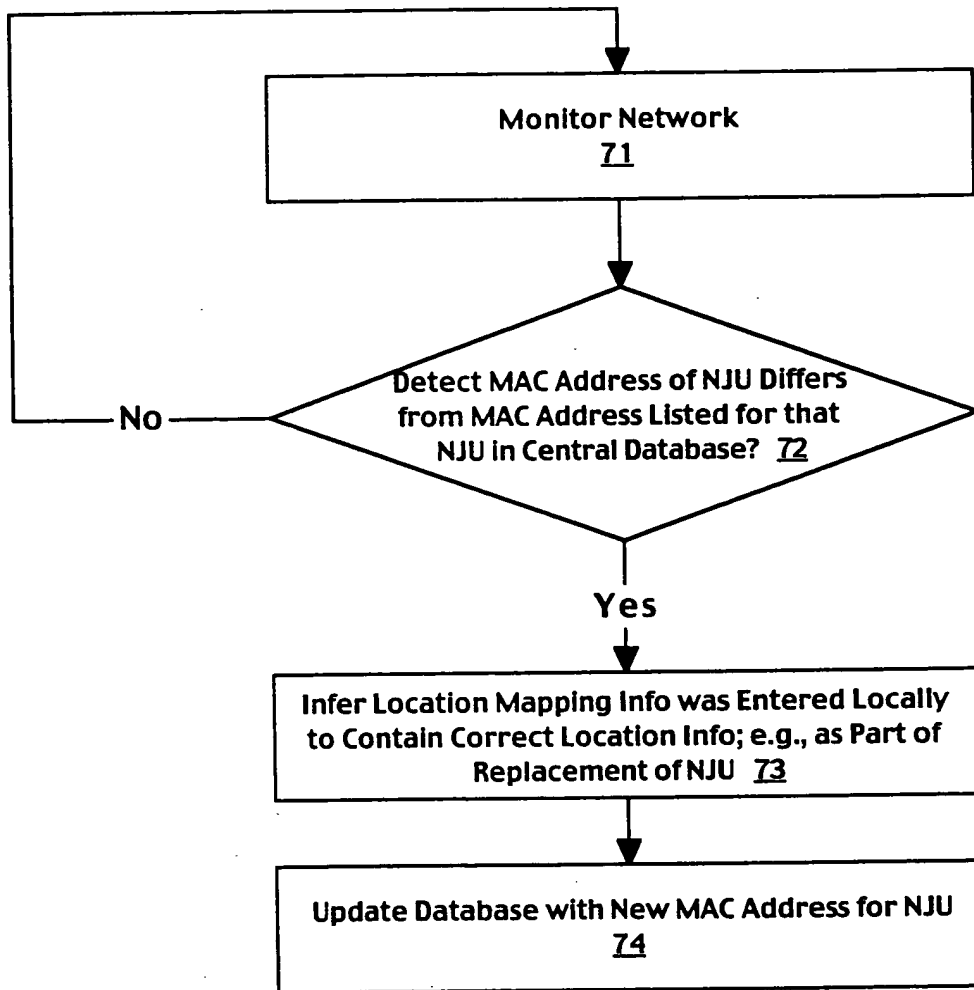 Monitor Network
71
Detect MAC Address of NJU Differs
from MAC Address Listed for that
NJU in Central Database? 72
No
Yes
Infer Location Mapping Info was Entered Locally
to Contain Correct Location Info; e.g., as Part of
Replacement of NJU 73
Update Database with New MAC Address for NJU
74